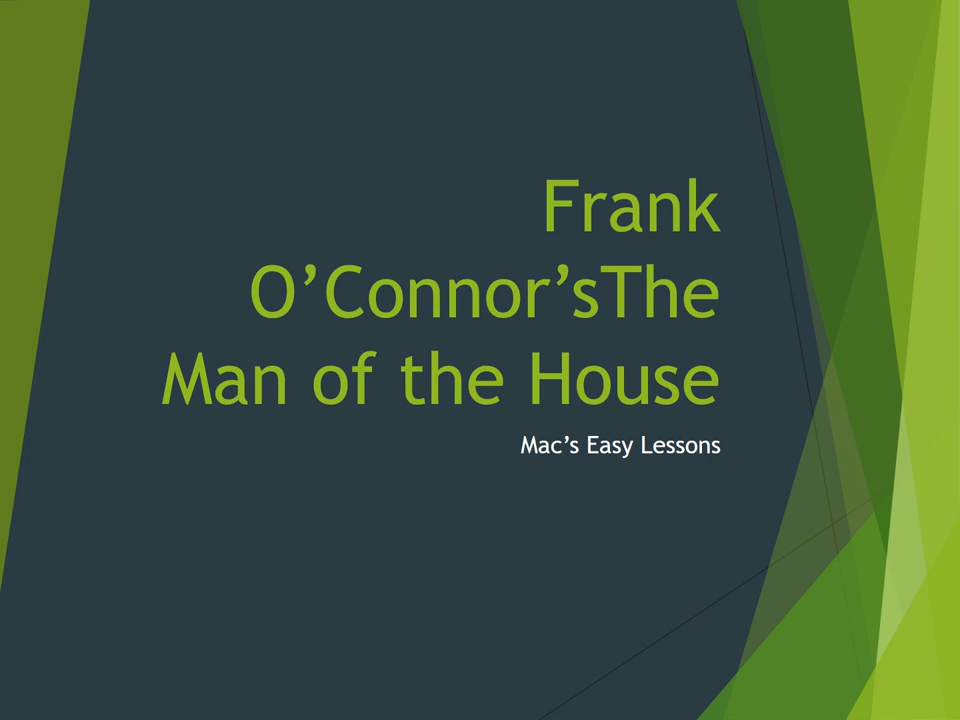 Frank
O’Connor’sThe
Man of the House
Mac’s Easy Lessons